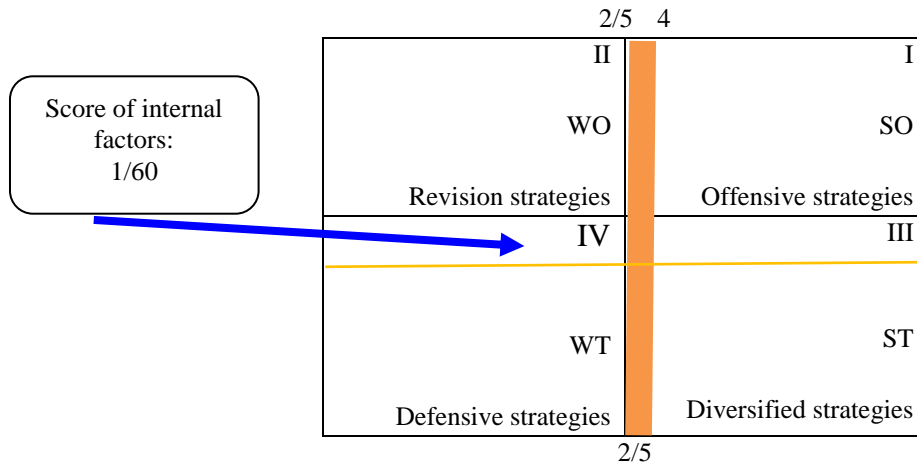 2/5 4
II I
Score of internal
factors:
1/60
WO SO
Revision strategies Offensive strategies
IV III
WT ST
Defensive strategies Diversified strategies
2/5